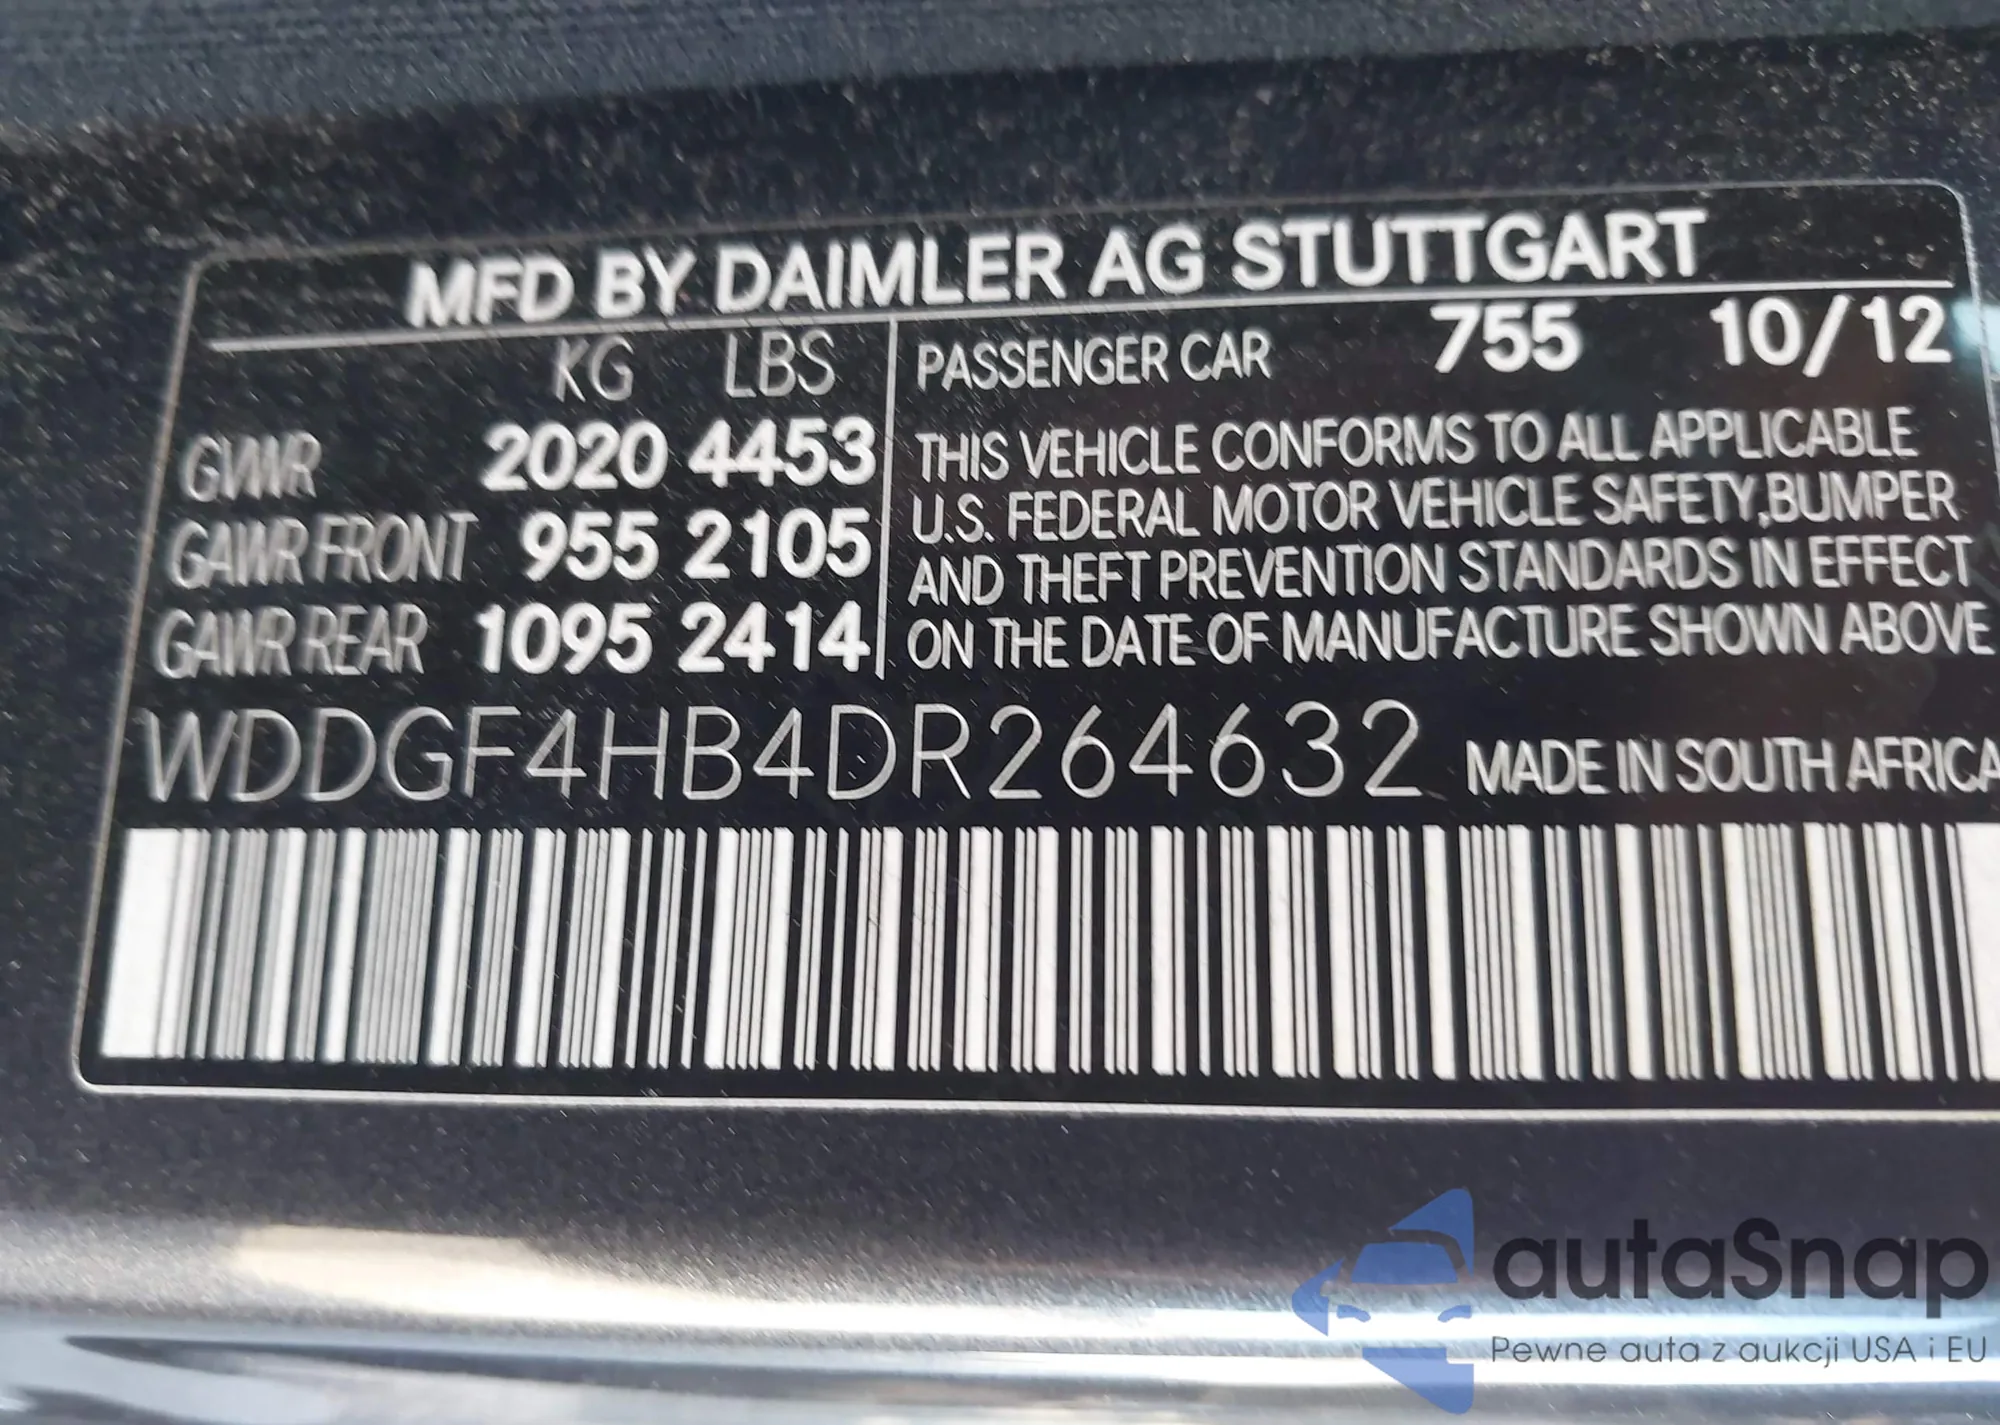 MFD BY DAIMLER AG STUTTGART
KG LBS
GVWR 2020 4453
GAWR FRONT 955 2105
GAWR REAR 1095 2414
PASSENGER CAR 755 10/12
THIS VEHICLE CONFORMS TO ALL APPLICABLE
U.S. FEDERAL MOTOR VEHICLE SAFETY,BUMPER
AND THEFT PREVENTION STANDARDS IN EFFECT
ON THE DATE OF MANUFACTURE SHOWN ABOVE
WDDGF4HB4DR264632 MADE IN SOUTH AFRICA
autaSnap
Pewne auta z aukcji USA i EU